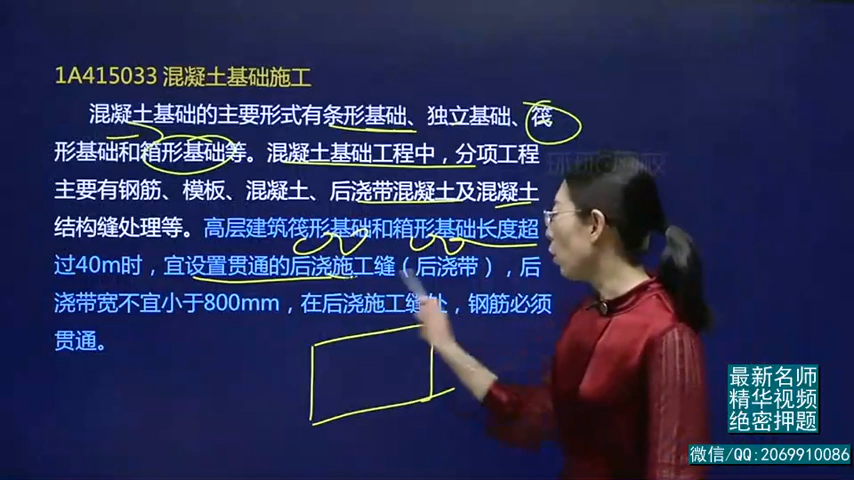 1A415033 混凝土基础施工
混凝土基础的主要形式有条形基础、独立基础、筏
形基础和箱形基础等。混凝土基础工程中，分项工程
主要有钢筋、模板、混凝土、后浇带混凝土及混凝土
结构缝处理等。高层建筑筏形基础和箱形基础长度超
过40m时，宜设置贯通的后浇施工缝（后浇带），后
浇带宽不宜小于800mm，在后浇施工缝处，钢筋必须
贯通。
最新名师
精华视频
绝密押题
微信/QQ:2069910086